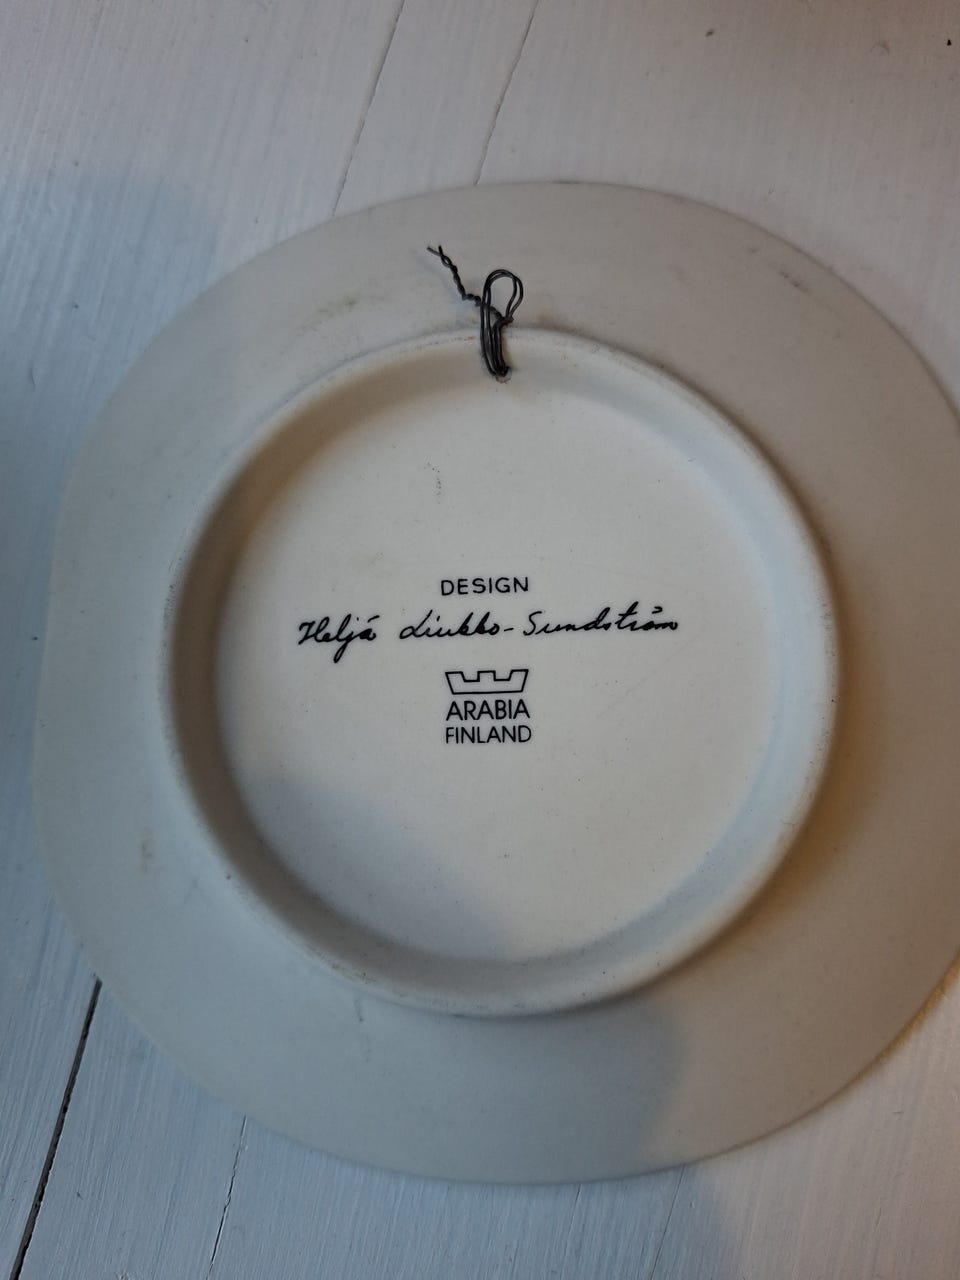 DESIGN
Heljä Liukko-Sundström
ARABIA
FINLAND